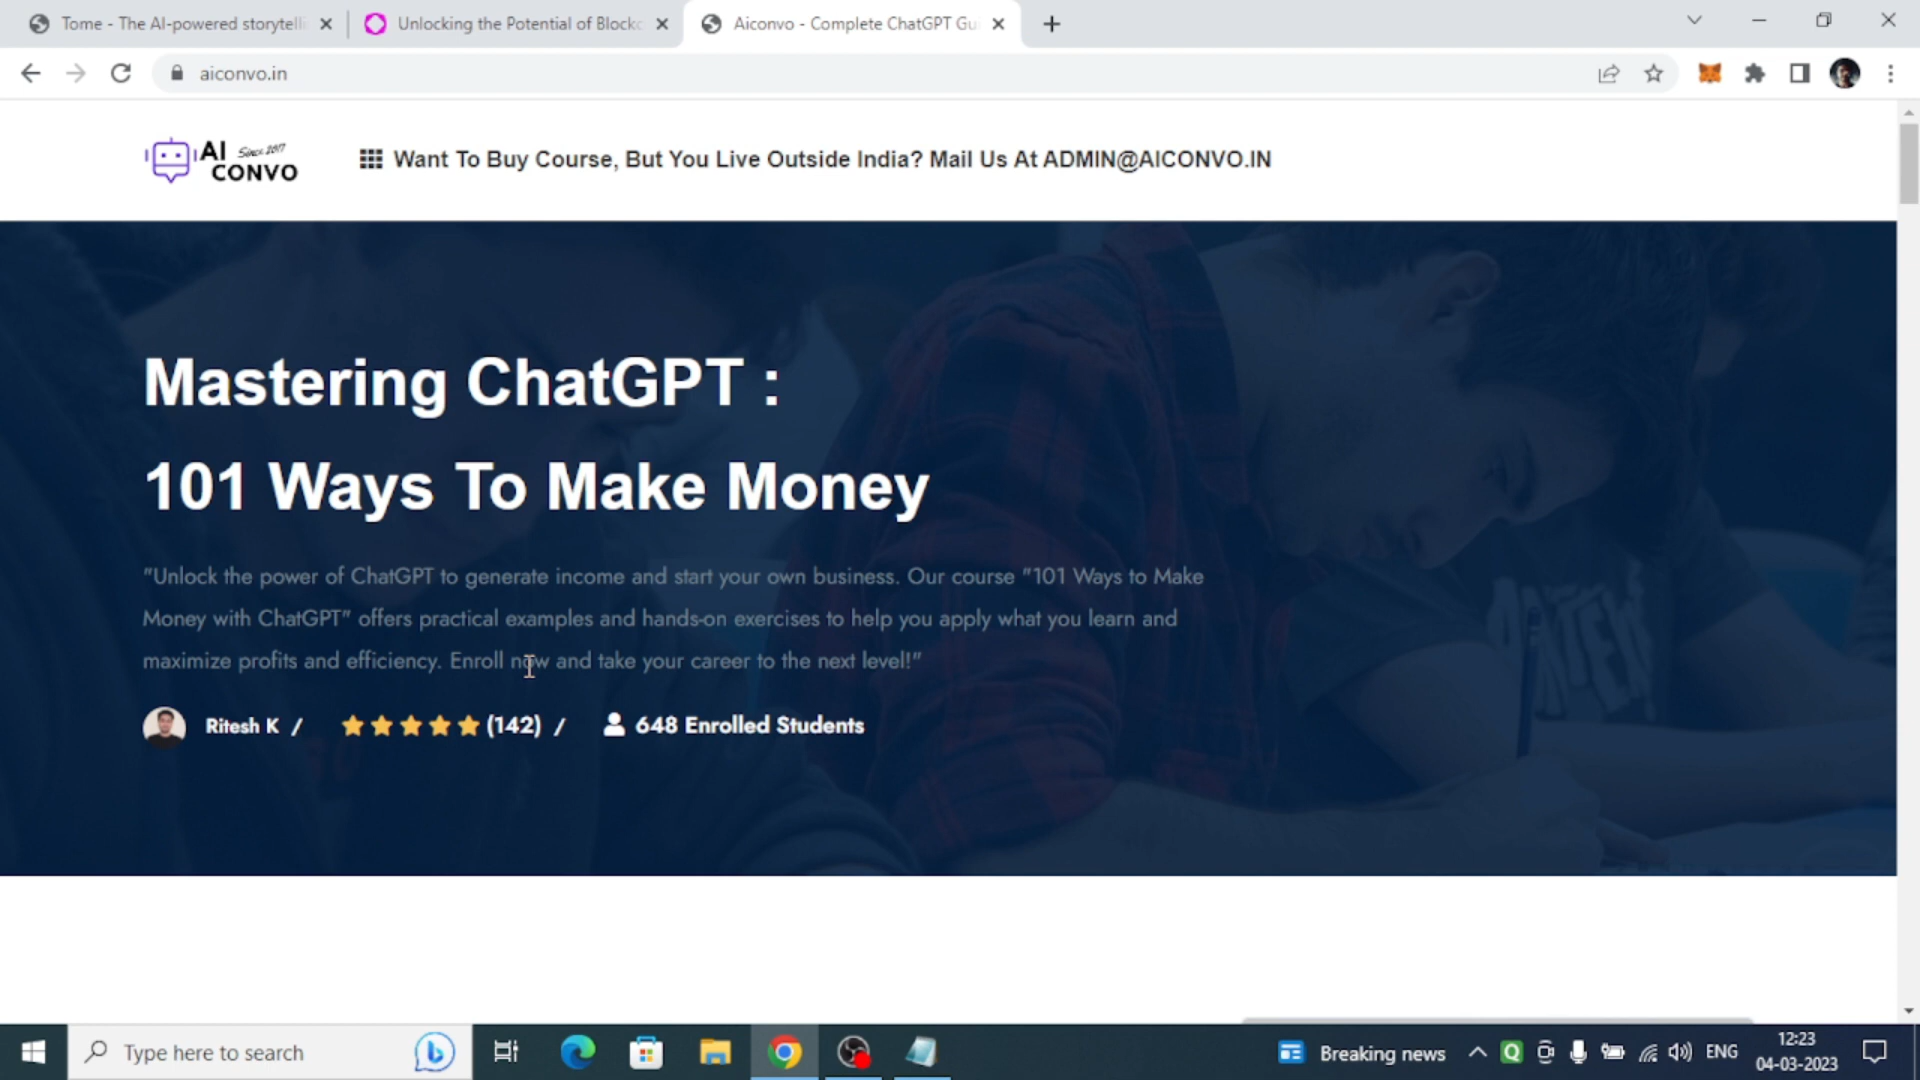 Tome - The AI-powered storytelli
Unlocking the Potential of Blockc
Aiconvo - Complete ChatGPT Gui
aiconvo.in
AI Since 2017
CONVO
Want To Buy Course, But You Live Outside India? Mail Us At ADMIN@AICONVO.IN
Mastering ChatGPT :
101 Ways To Make Money
"Unlock the power of ChatGPT to generate income and start your own business. Our course "101 Ways to Make
Money with ChatGPT" offers practical examples and hands-on exercises to help you apply what you learn and
maximize profits and efficiency. Enroll now and take your career to the next level!"
Ritesh K / (142) / 648 Enrolled Students
Type here to search
Breaking news
ENG
12:23
04-03-2023